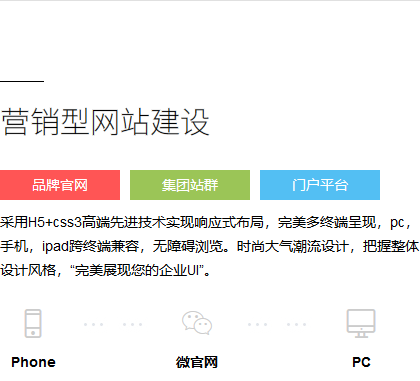 营销型网站建设
品牌官网 集团站群 门户平台
采用H5+css3高端先进技术实现响应式布局，完美多终端呈现，pc，
手机，ipad跨终端兼容，无障碍浏览。时尚大气潮流设计，把握整体
设计风格，“完美展现您的企业UI”。
Phone 微官网 PC